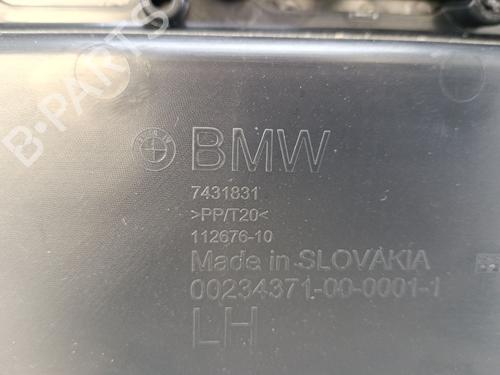 B-PARTS
BMW
7431831
>PP/T20<
112676-10
Made in SLOVAKIA
00234371-00-0001-1
LH